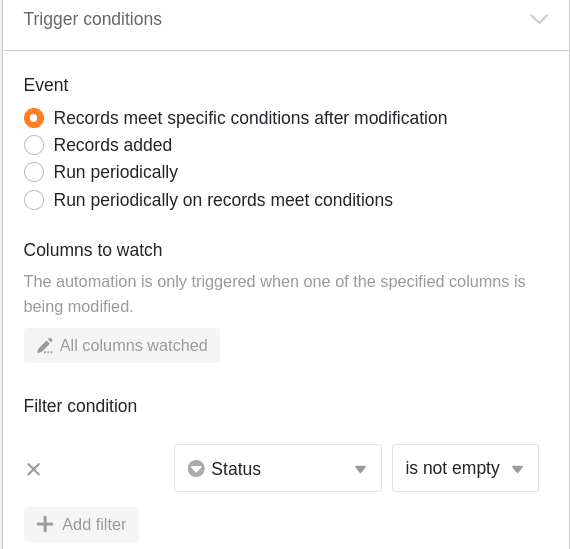 Trigger conditions
Event
Records meet specific conditions after modification
Records added
Run periodically
Run periodically on records meet conditions
Columns to watch
The automation is only triggered when one of the specified columns is
being modified.
All columns watched
Filter condition
Status is not empty
Add filter